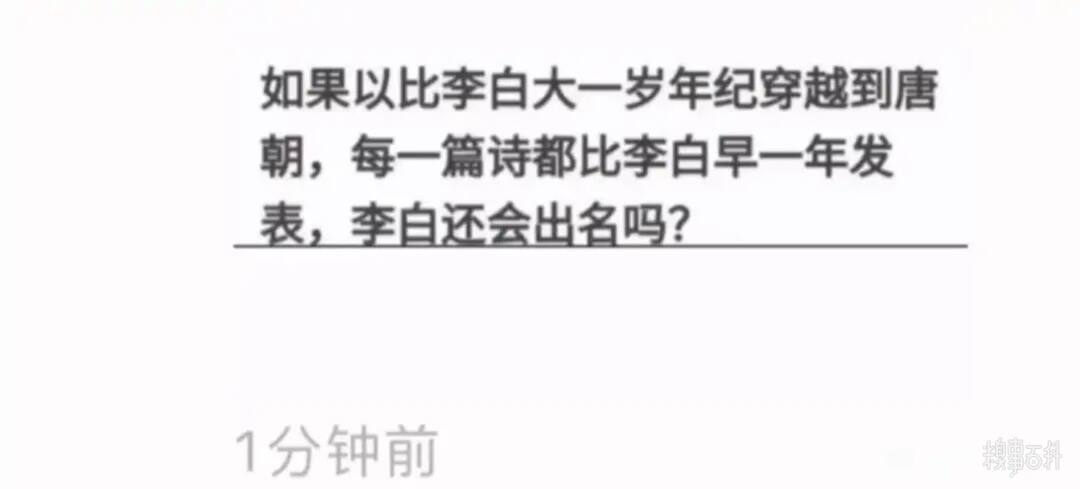 如果以比李白大一岁年纪穿越到唐
朝，每一篇诗都比李白早一年发
表，李白还会出名吗？
1分钟前
糗事百科